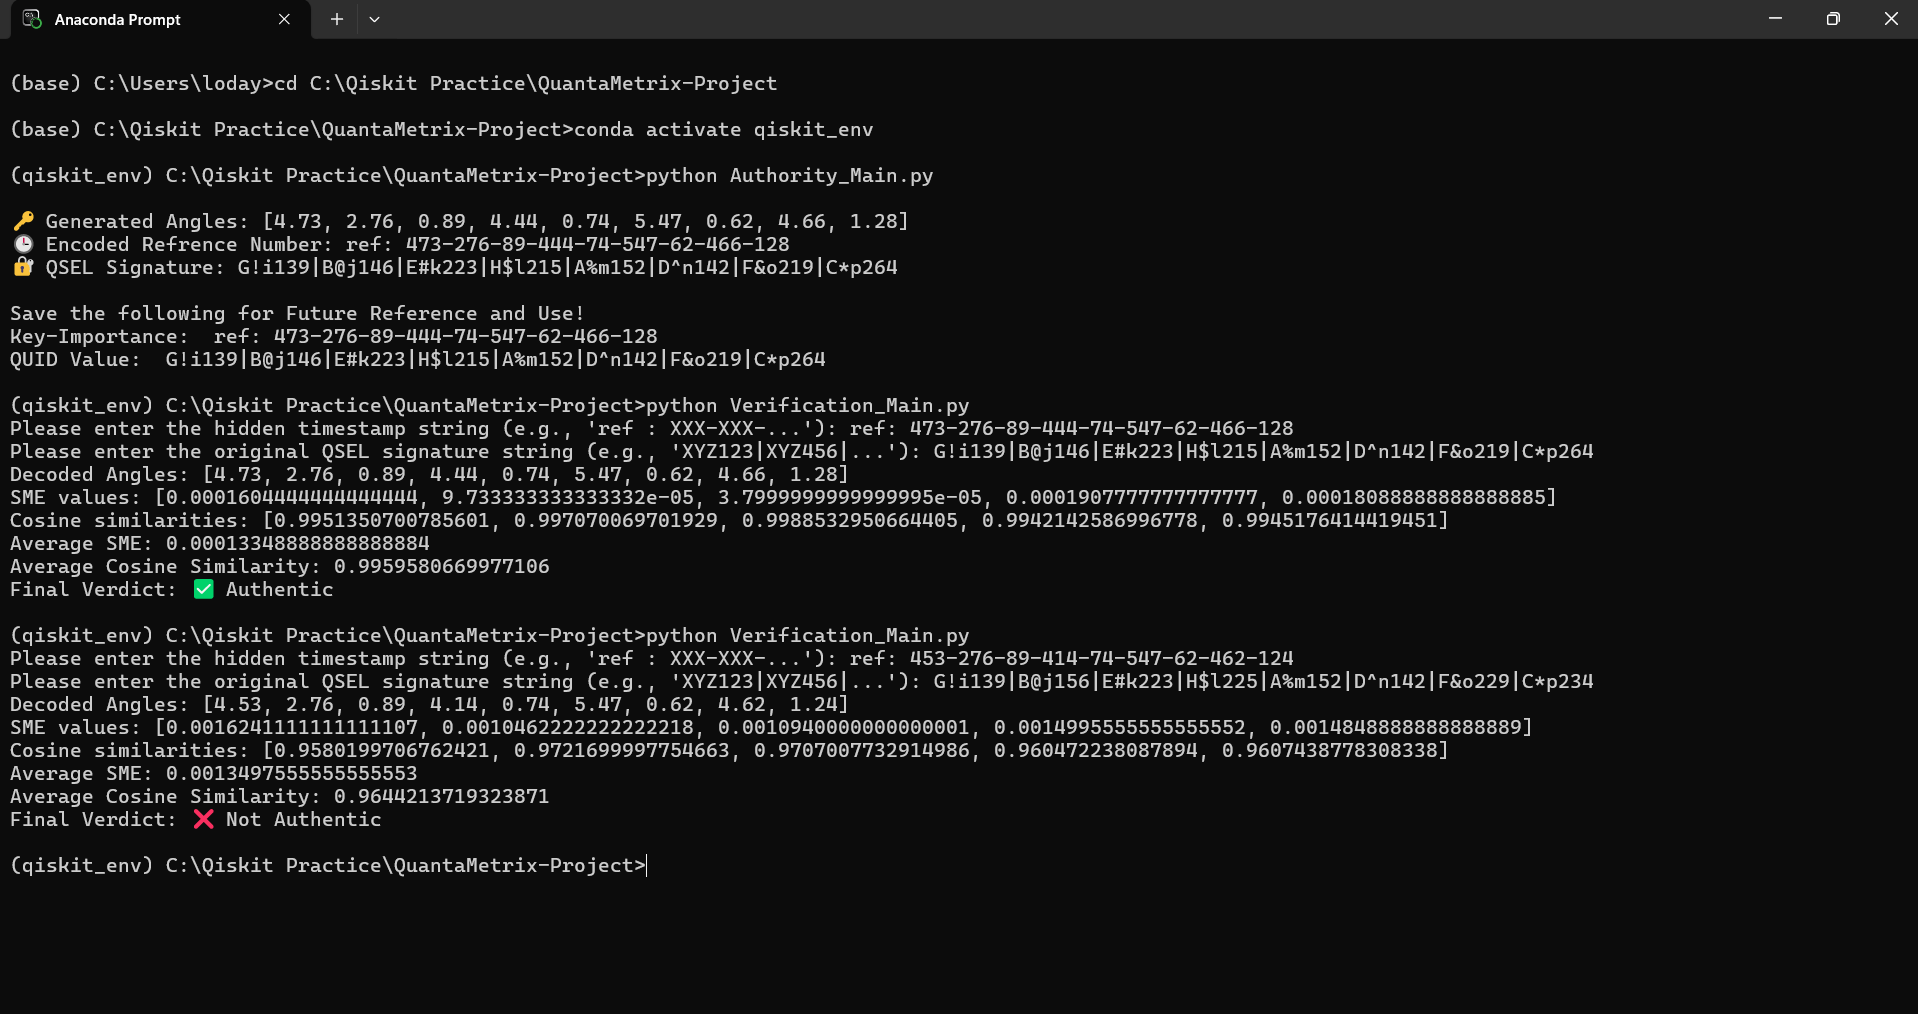 Anaconda Prompt
(base) C:\Users\loday>cd C:\Qiskit Practice\QuantaMetrix-Project
(base) C:\Qiskit Practice\QuantaMetrix-Project>conda activate qiskit_env
(qiskit_env) C:\Qiskit Practice\QuantaMetrix-Project>python Authority_Main.py
🔑 Generated Angles: [4.73, 2.76, 0.89, 4.44, 0.74, 5.47, 0.62, 4.66, 1.28]
🕒 Encoded Refrence Number: ref: 473-276-89-444-74-547-62-466-128
🔐 QSEL Signature: G!i139|B@j146|E#k223|H$l215|A%m152|D^n142|F&o219|C*p264
Save the following for Future Reference and Use!
Key-Importance:  ref: 473-276-89-444-74-547-62-466-128
QUID Value:  G!i139|B@j146|E#k223|H$l215|A%m152|D^n142|F&o219|C*p264
(qiskit_env) C:\Qiskit Practice\QuantaMetrix-Project>python Verification_Main.py
Please enter the hidden timestamp string (e.g., 'ref : XXX-XXX-...'): ref: 473-276-89-444-74-547-62-466-128
Please enter the original QSEL signature string (e.g., 'XYZ123|XYZ456|...'): G!i139|B@j146|E#k223|H$l215|A%m152|D^n142|F&o219|C*p264
Decoded Angles: [4.73, 2.76, 0.89, 4.44, 0.74, 5.47, 0.62, 4.66, 1.28]
SME values: [0.0001604444444444444, 9.733333333333332e-05, 3.7999999999999995e-05, 0.0001907777777777777, 0.00018088888888888885]
Cosine similarities: [0.9951350700785601, 0.997070069701929, 0.9988532950664405, 0.9942142586996778, 0.9945176414419451]
Average SME: 0.00013348888888888884
Average Cosine Similarity: 0.9959580669977106
Final Verdict: ✅ Authentic
(qiskit_env) C:\Qiskit Practice\QuantaMetrix-Project>python Verification_Main.py
Please enter the hidden timestamp string (e.g., 'ref : XXX-XXX-...'): ref: 453-276-89-414-74-547-62-462-124
Please enter the original QSEL signature string (e.g., 'XYZ123|XYZ456|...'): G!i139|B@j156|E#k223|H$l225|A%m152|D^n142|F&o229|C*p234
Decoded Angles: [4.53, 2.76, 0.89, 4.14, 0.74, 5.47, 0.62, 4.62, 1.24]
SME values: [0.0016241111111111107, 0.0010462222222222218, 0.0010940000000000001, 0.0014995555555555552, 0.0014848888888888889]
Cosine similarities: [0.9580199706762421, 0.9721699997754663, 0.9707007732914986, 0.960472238087894, 0.9607438778308338]
Average SME: 0.0013497555555555553
Average Cosine Similarity: 0.9644213719323871
Final Verdict: ❌ Not Authentic
(qiskit_env) C:\Qiskit Practice\QuantaMetrix-Project>